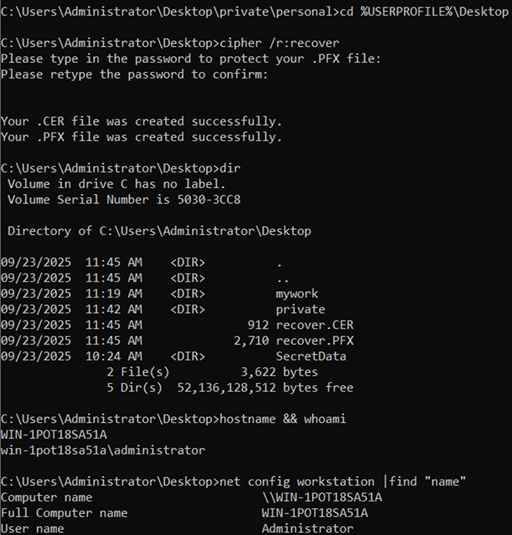 C:\Users\Administrator\Desktop\private\personal>cd %USERPROFILE%\Desktop
C:\Users\Administrator\Desktop>cipher /r:recover
Please type in the password to protect your .PFX file:
Please retype the password to confirm:
Your .CER file was created successfully.
Your .PFX file was created successfully.
C:\Users\Administrator\Desktop>dir
Volume in drive C has no label.
Volume Serial Number is 5030-3CC8
Directory of C:\Users\Administrator\Desktop
09/23/2025  11:45 AM    <DIR>          .
09/23/2025  11:45 AM    <DIR>          ..
09/23/2025  11:19 AM    <DIR>          mywork
09/23/2025  11:42 AM    <DIR>          private
09/23/2025  11:45 AM               912 recover.CER
09/23/2025  11:45 AM             2,710 recover.PFX
09/23/2025  10:24 AM    <DIR>          SecretData
2 File(s)          3,622 bytes
5 Dir(s)  52,136,128,512 bytes free
C:\Users\Administrator\Desktop>hostname && whoami
WIN-1POT18SA51A
win-1pot18sa51a\administrator
C:\Users\Administrator\Desktop>net config workstation |find "name"
Computer name                        \\WIN-1POT18SA51A
Full Computer name                   WIN-1POT18SA51A
User name                            Administrator